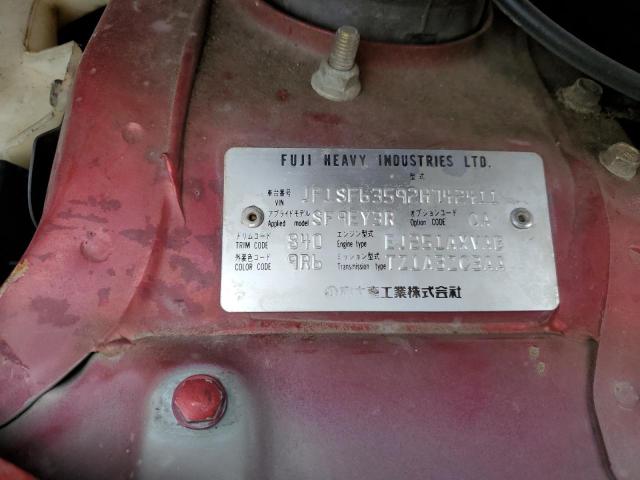 FUJI HEAVY INDUSTRIES LTD.
型式
車台番号 VIN JF1SF63592H742411
アプライドモデル Applied model SF9EY3R オプションコード Option CODE CA
トリムコード TRIM CODE 840 エンジン型式 Engine type EJ251AXVAB
外装色コード COLOR CODE 9R6 ミッション型式 Transmission type TZ1A3ZC3AA
工業株式会社